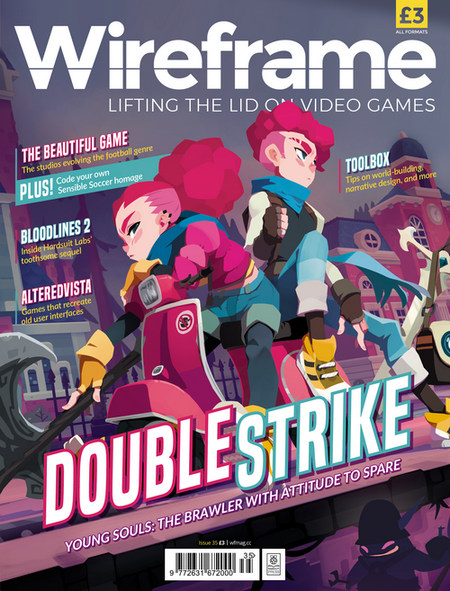 £3
ALL FORMATS
Wireframe
LIFTING THE LID ON VIDEO GAMES
THE BEAUTIFUL GAME
The studios evolving the football genre
PLUS! Code your own
Sensible Soccer homage
TOOLBOX
Tips on world-building,
narrative design, and more
BLOODLINES 2
Inside Hardsuit Labs'
toothsome sequel
ALTEREDVISTA
Games that recreate
old user interfaces
DOUBLE STRIKE
YOUNG SOULS: THE BRAWLER WITH ATTITUDE TO SPARE
Issue 35 £3 | wfmag.cc
35
9 772631 672000